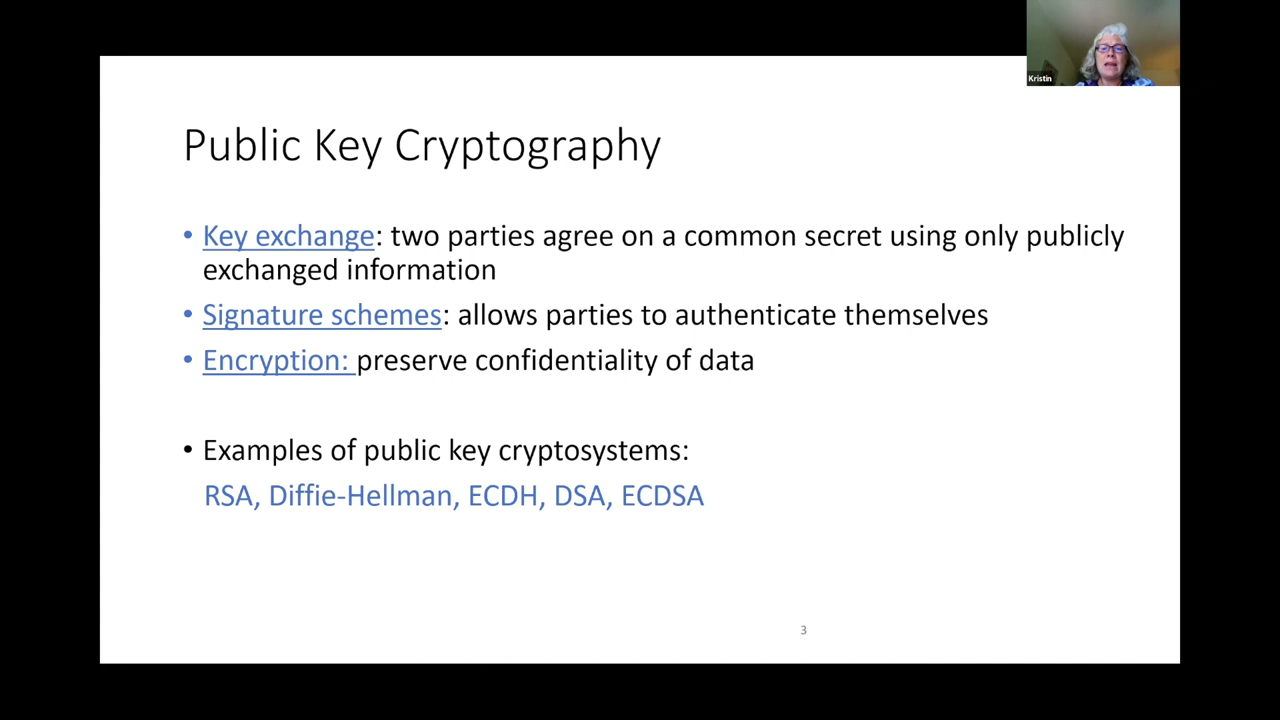 Kristin
Public Key Cryptography
• Key exchange: two parties agree on a common secret using only publicly
exchanged information
• Signature schemes: allows parties to authenticate themselves
• Encryption: preserve confidentiality of data
• Examples of public key cryptosystems:
RSA, Diffie-Hellman, ECDH, DSA, ECDSA
3